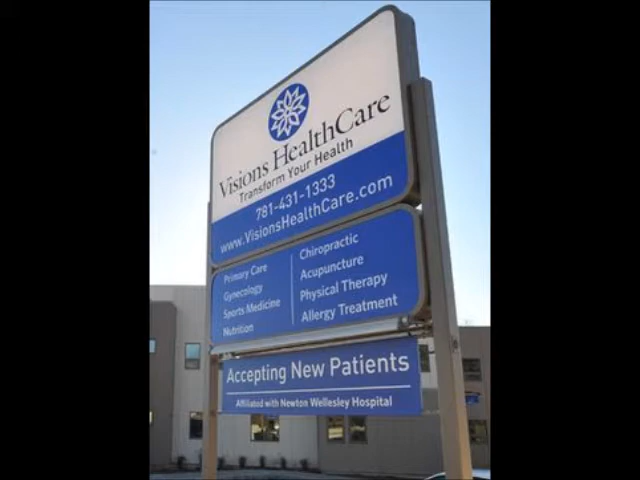 Visions HealthCare
Transform Your Health
781-431-1333
www.VisionsHealthCare.com
Primary Care
Gynecology
Sports Medicine
Nutrition
Chiropractic
Acupuncture
Physical Therapy
Allergy Treatment
Accepting New Patients
Affiliated with Newton Wellesley Hospital